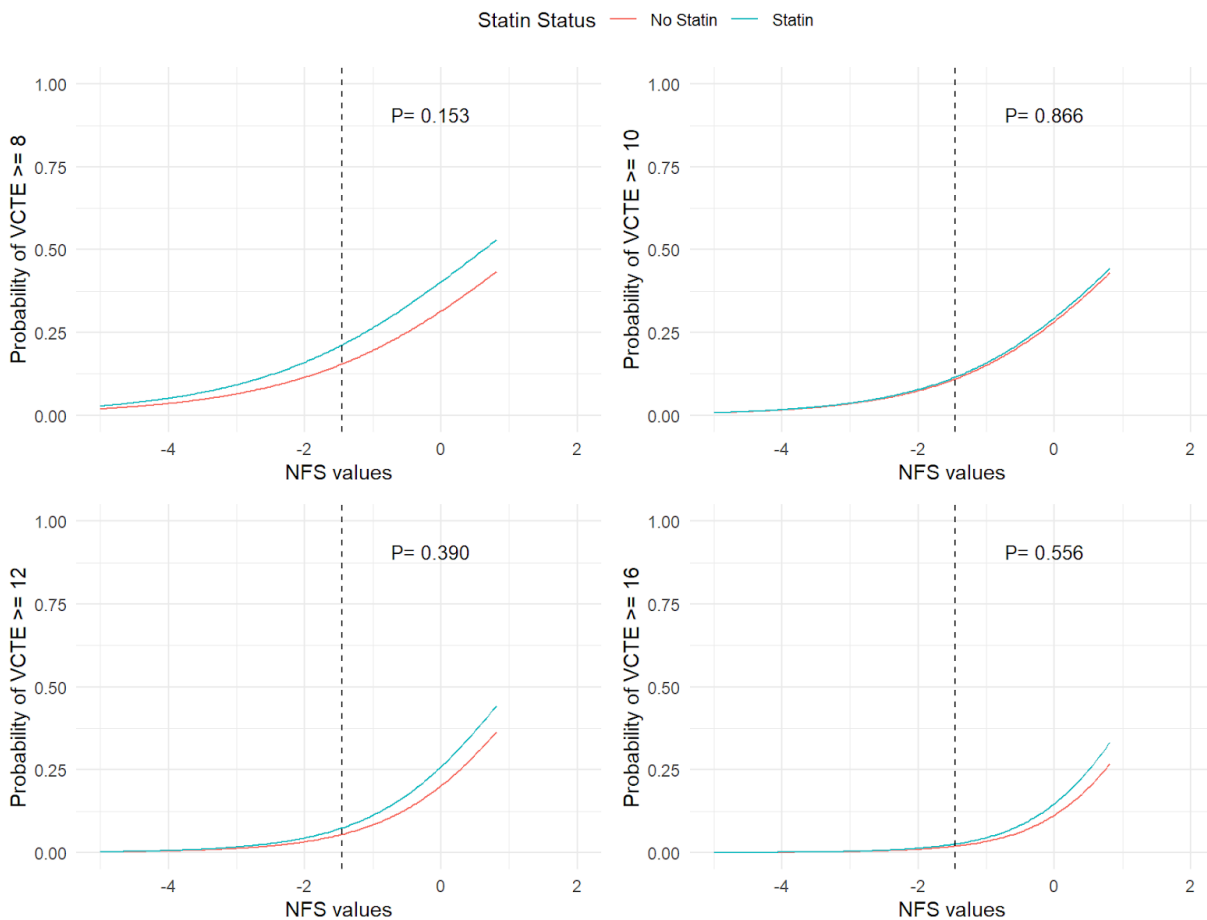 Statin Status No Statin Statin
1.00
0.75
0.50
0.25
0.00
Probability of VCTE >= 8
P= 0.153
-4 -2 0 2
NFS values
1.00
0.75
0.50
0.25
0.00
Probability of VCTE >= 10
P= 0.866
-4 -2 0 2
NFS values
1.00
0.75
0.50
0.25
0.00
Probability of VCTE >= 12
P= 0.390
-4 -2 0 2
NFS values
1.00
0.75
0.50
0.25
0.00
Probability of VCTE >= 16
P= 0.556
-4 -2 0 2
NFS values